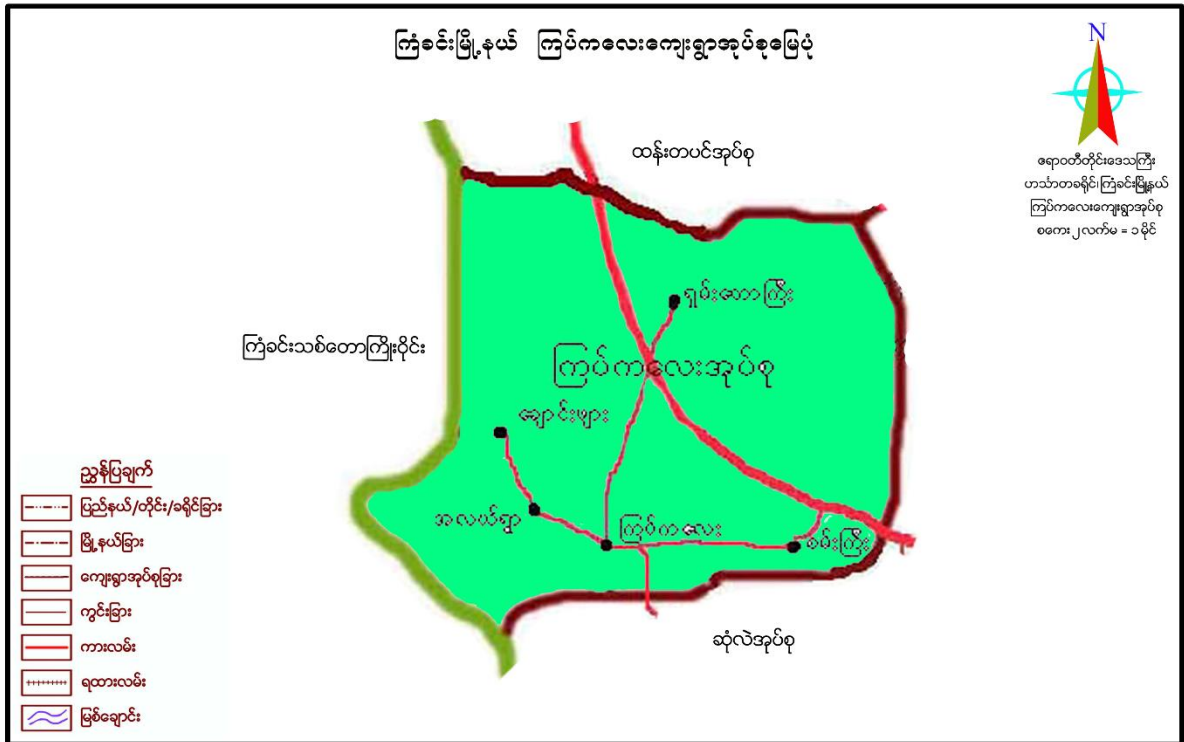 ကြံခင်းမြို့နယ် ကြပ်ကလေးကျေးရွာအုပ်စုမြေပုံ
N
ဧရာဝတီတိုင်းဒေသကြီး
ဟင်္သာတခရိုင်၊ကြံခင်းမြို့နယ်
ကြပ်ကလေးကျေးရွာအုပ်စု
စကေး၂လက်မ = ၁မိုင်
ထန်းတပင်အုပ်စု
ရှမ်းတောကြီး
ကြံခင်းသစ်တောကြိုးဝိုင်း
ကြပ်ကလေးအုပ်စု
ချောင်းဖျား
အလယ်ရွာ
ကြပ်ကလေး
စမ်းကြီး
ဆုံလဲအုပ်စု
ညွှန်ပြချက်
ပြည်နယ်/တိုင်း/ခရိုင်ခြား
မြို့နယ်ခြား
ကျေးရွာအုပ်စုခြား
ကွင်းခြား
ကားလမ်း
ရထားလမ်း
မြစ်ချောင်း